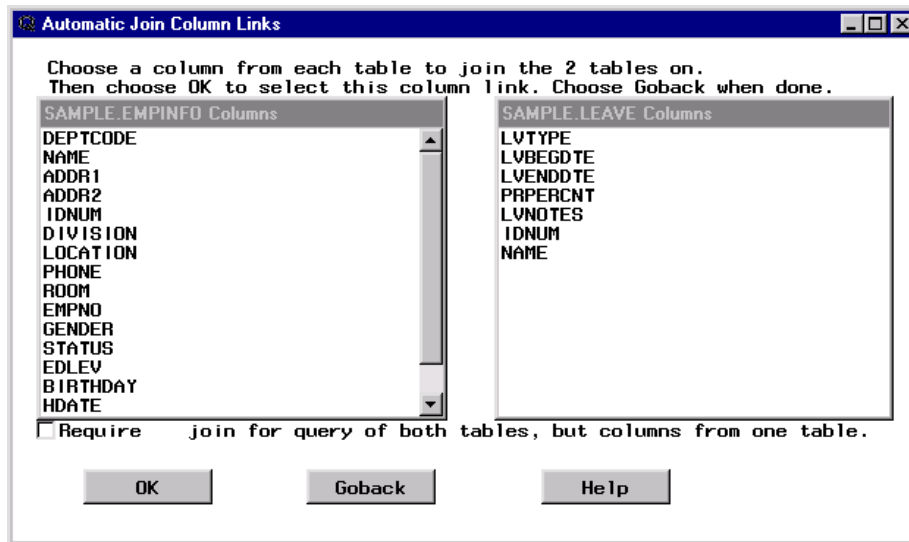 Automatic Join Column Links
Choose a column from each table to join the 2 tables on.
Then choose OK to select this column link. Choose Goback when done.
SAMPLE.EMPINFO Columns
DEPTCODE
NAME
ADDR1
ADDR2
IDNUM
DIVISION
LOCATION
PHONE
ROOM
EMPNO
GENDER
STATUS
EDLEV
BIRTHDAY
HDATE
SAMPLE.LEAVE Columns
LVTYPE
LVBEGDTE
LVENDDTE
PRPERCNT
LVNOTES
IDNUM
NAME
Require join for query of both tables, but columns from one table.
OK Goback Help